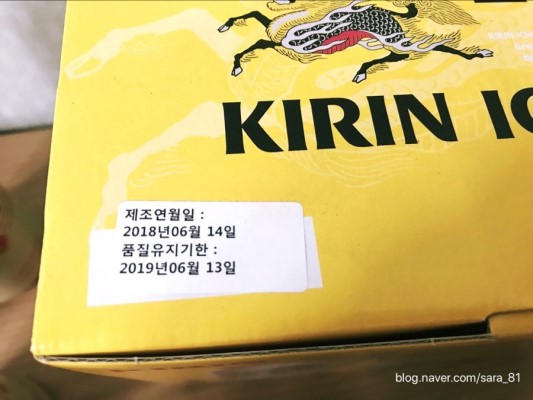 KIRIN
제조연월일 :
2018년06월 14일
품질유지기한 :
2019년06월 13일
blog.naver.com/sara_81